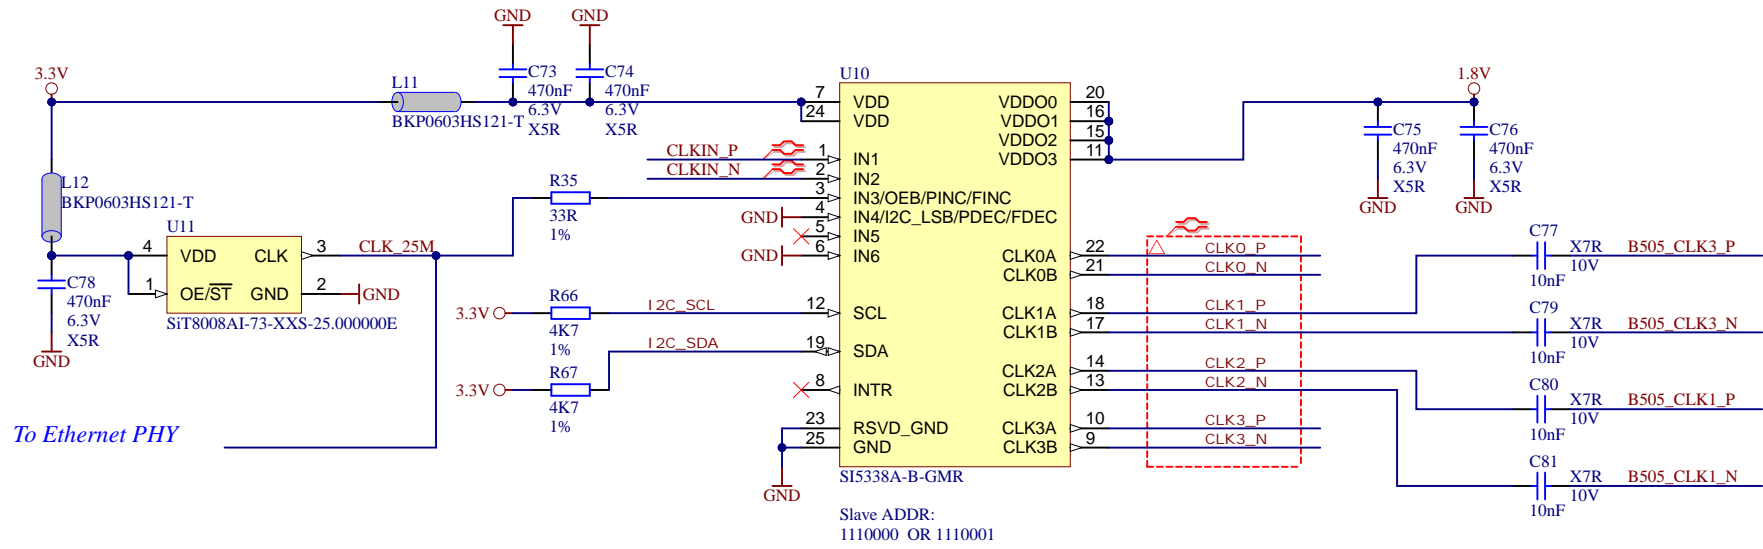 GND
GND
3.3V
L11
BKP0603HS121-T
C73
470nF
6.3V
X5R
C74
470nF
6.3V
X5R
L12
BKP0603HS121-T
U11
4 VDD CLK 3
1 OE/ST GND 2
SiT8008AI-73-XXS-25.000000E
GND
CLK_25M
C78
470nF
6.3V
X5R
GND
To Ethernet PHY
CLKIN_P
CLKIN_N
R35
33R
1%
GND
GND
3.3V
R66
4K7
1%
I2C_SCL
3.3V
R67
4K7
1%
I2C_SDA
U10
7 VDD
24 VDD
1 IN1
2 IN2
3 IN3/OEB/PINC/FINC
4 IN4/I2C_LSB/PDEC/FDEC
5 IN5
6 IN6
12 SCL
19 SDA
8 INTR
23 RSVD_GND
25 GND
VDDO0 20
VDDO1 16
VDDO2 15
VDDO3 11
CLK0A 22
CLK0B 21
CLK1A 18
CLK1B 17
CLK2A 14
CLK2B 13
CLK3A 10
CLK3B 9
SI5338A-B-GMR
GND
Slave ADDR:
1110000 OR 1110001
1.8V
C75
470nF
6.3V
X5R
GND
C76
470nF
6.3V
X5R
GND
CLK0_P
CLK0_N
CLK1_P
CLK1_N
CLK2_P
CLK2_N
CLK3_P
CLK3_N
C77
X7R
10V
10nF
B505_CLK3_P
C79
X7R
10V
10nF
B505_CLK3_N
C80
X7R
10V
10nF
B505_CLK1_P
C81
X7R
10V
10nF
B505_CLK1_N